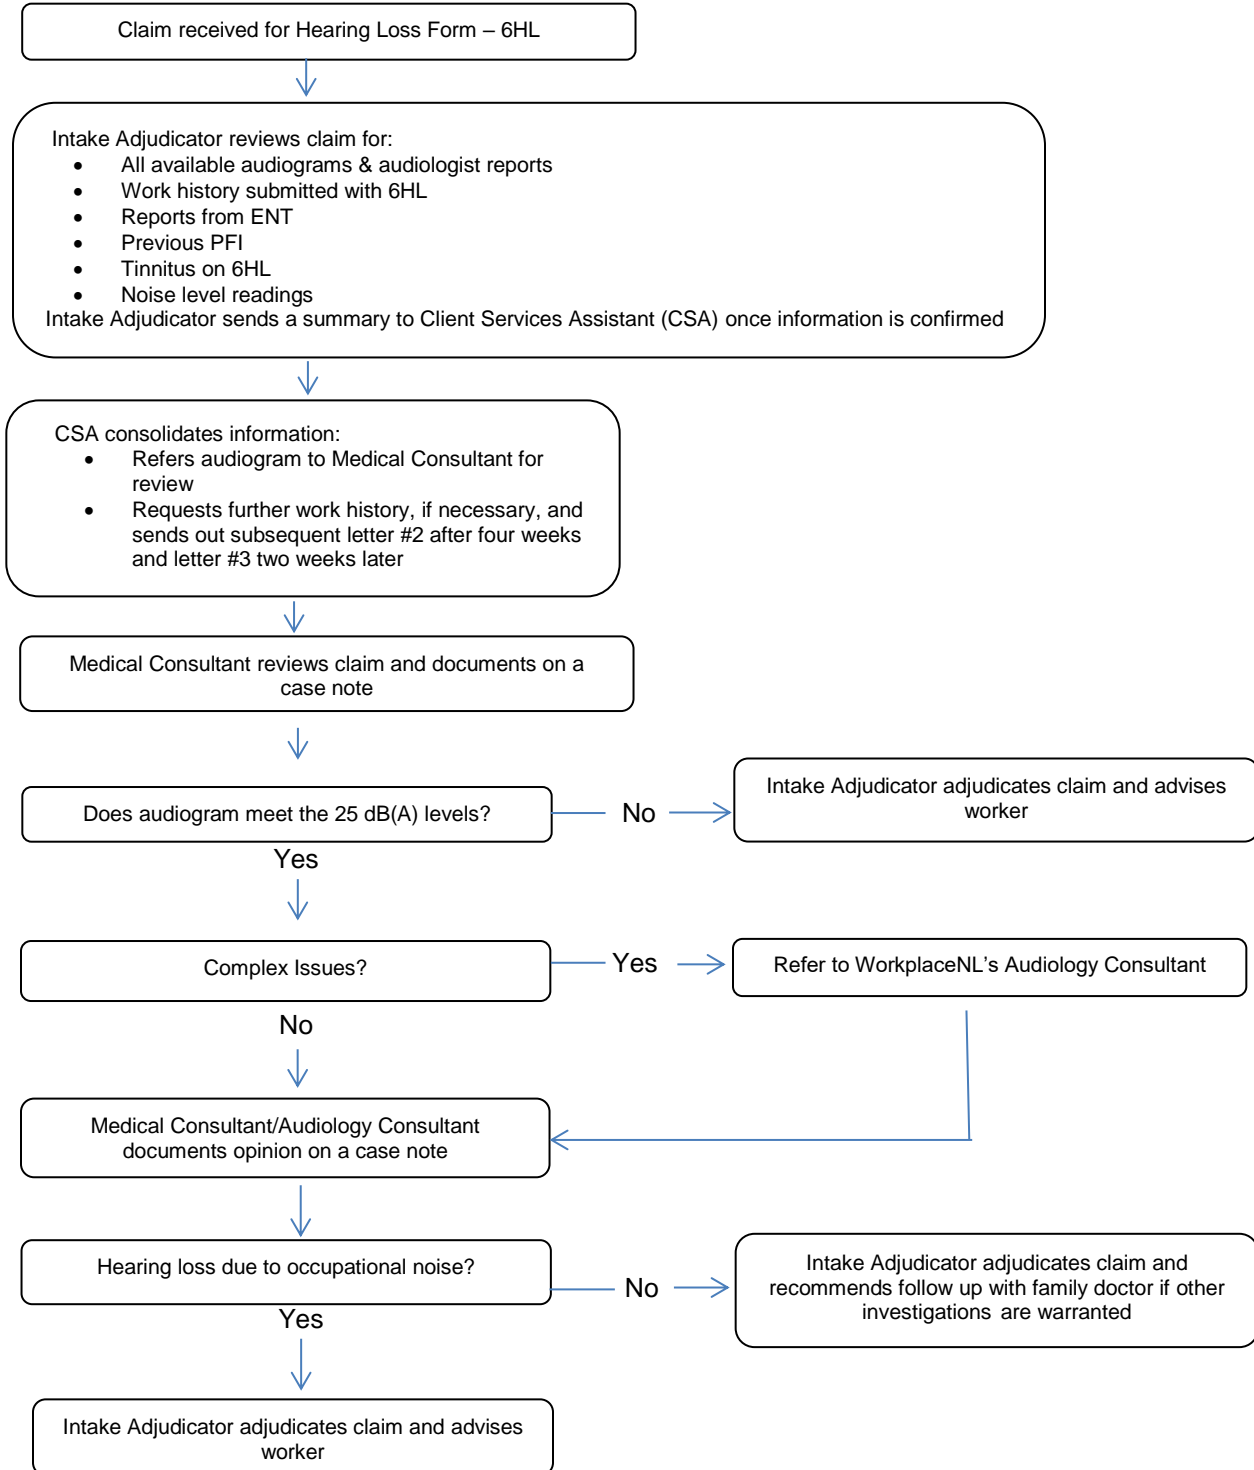 Claim received for Hearing Loss Form – 6HL
Intake Adjudicator reviews claim for:
• All available audiograms & audiologist reports
• Work history submitted with 6HL
• Reports from ENT
• Previous PFI
• Tinnitus on 6HL
• Noise level readings
Intake Adjudicator sends a summary to Client Services Assistant (CSA) once information is confirmed
CSA consolidates information:
• Refers audiogram to Medical Consultant for
review
• Requests further work history, if necessary, and
sends out subsequent letter #2 after four weeks
and letter #3 two weeks later
Medical Consultant reviews claim and documents on a
case note
Does audiogram meet the 25 dB(A) levels?
No
Intake Adjudicator adjudicates claim and advises
worker
Yes
Complex Issues?
Yes
Refer to WorkplaceNL’s Audiology Consultant
No
Medical Consultant/Audiology Consultant
documents opinion on a case note
Hearing loss due to occupational noise?
No
Intake Adjudicator adjudicates claim and
recommends follow up with family doctor if other
investigations are warranted
Yes
Intake Adjudicator adjudicates claim and advises
worker